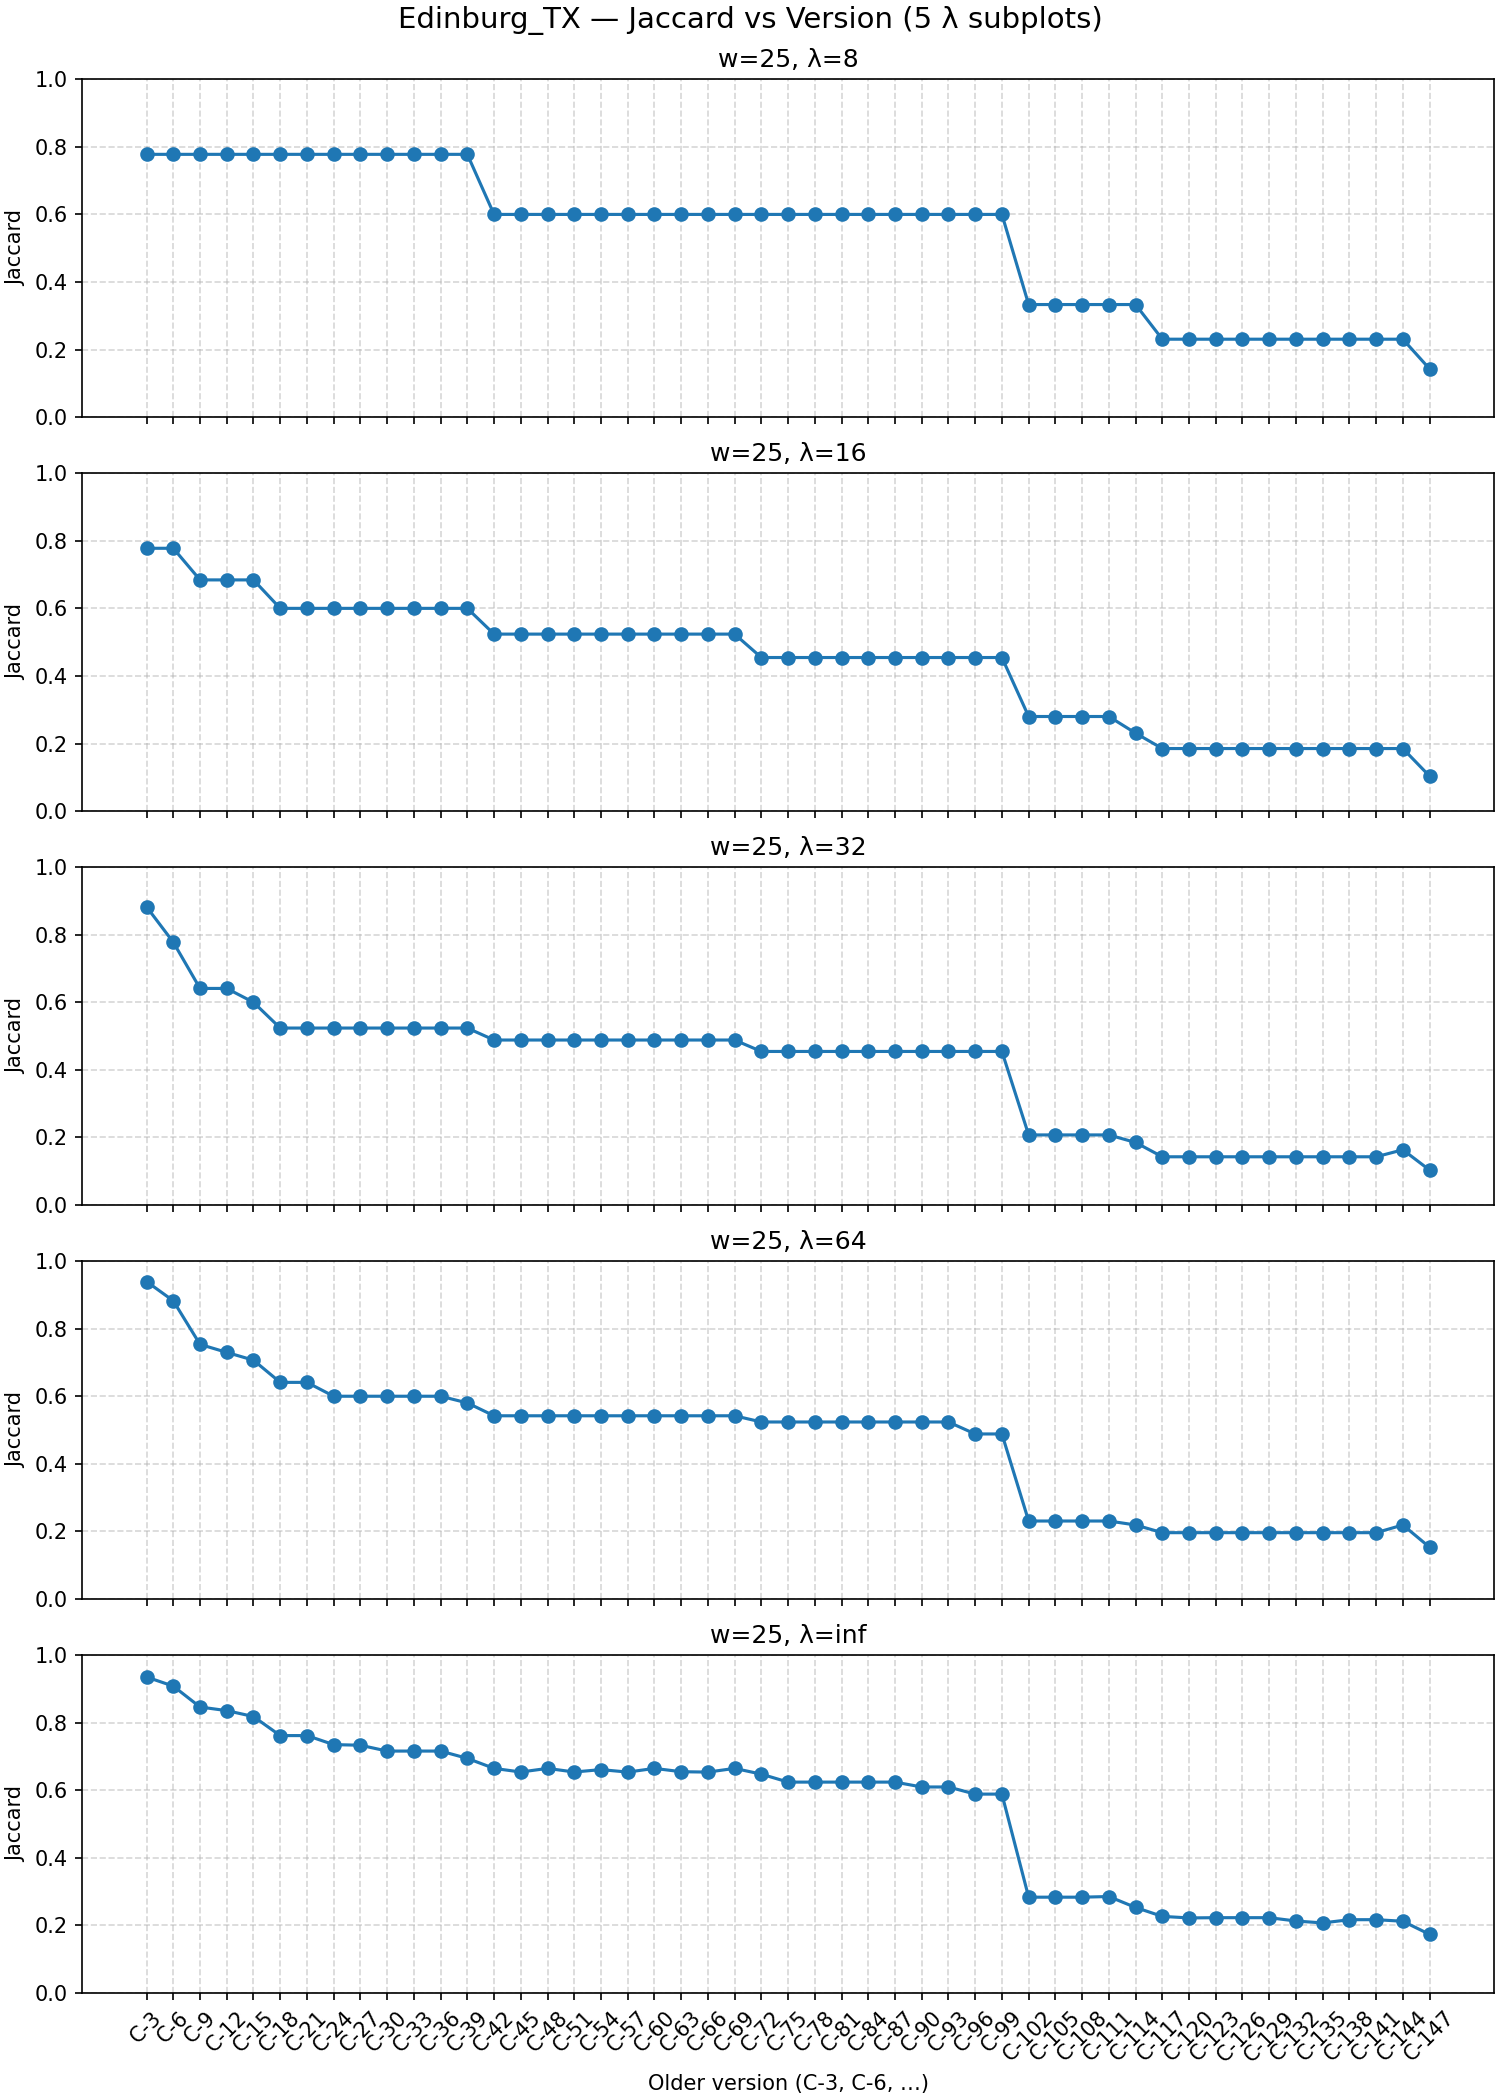 Edinburg_TX — Jaccard vs Version (5 λ subplots)
w=25, λ=8
Jaccard
1.0
0.8
0.6
0.4
0.2
0.0
w=25, λ=16
Jaccard
1.0
0.8
0.6
0.4
0.2
0.0
w=25, λ=32
Jaccard
1.0
0.8
0.6
0.4
0.2
0.0
w=25, λ=64
Jaccard
1.0
0.8
0.6
0.4
0.2
0.0
w=25, λ=inf
Jaccard
1.0
0.8
0.6
0.4
0.2
0.0
C-3 C-6 C-9 C-12 C-15 C-18 C-21 C-24 C-27 C-30 C-33 C-36 C-39 C-42 C-45 C-48 C-51 C-54 C-57 C-60 C-63 C-66 C-69 C-72 C-75 C-78 C-81 C-84 C-87 C-90 C-93 C-96 C-99 C-102 C-105 C-108 C-111 C-114 C-117 C-120 C-123 C-126 C-129 C-132 C-135 C-138 C-141 C-144 C-147
Older version (C-3, C-6, ...)